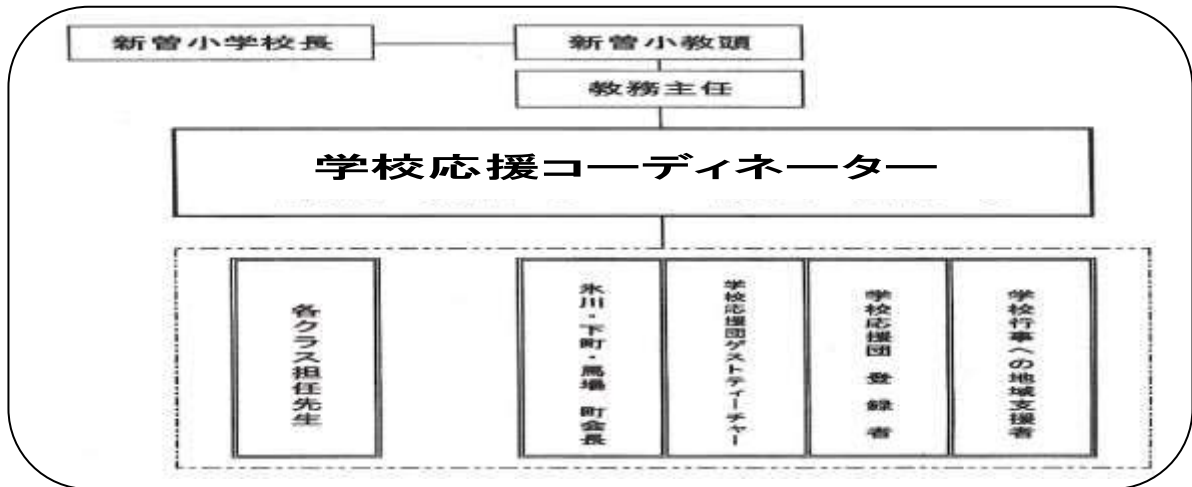 新曽小学校長
新曽小教頭
教務主任
学校応援コーディネーター
各クラス担任先生
氷川・下町・馬場 町会長
学校応援団ゲストティーチャー
学校応援団 登録者
学校行事への地域支援者